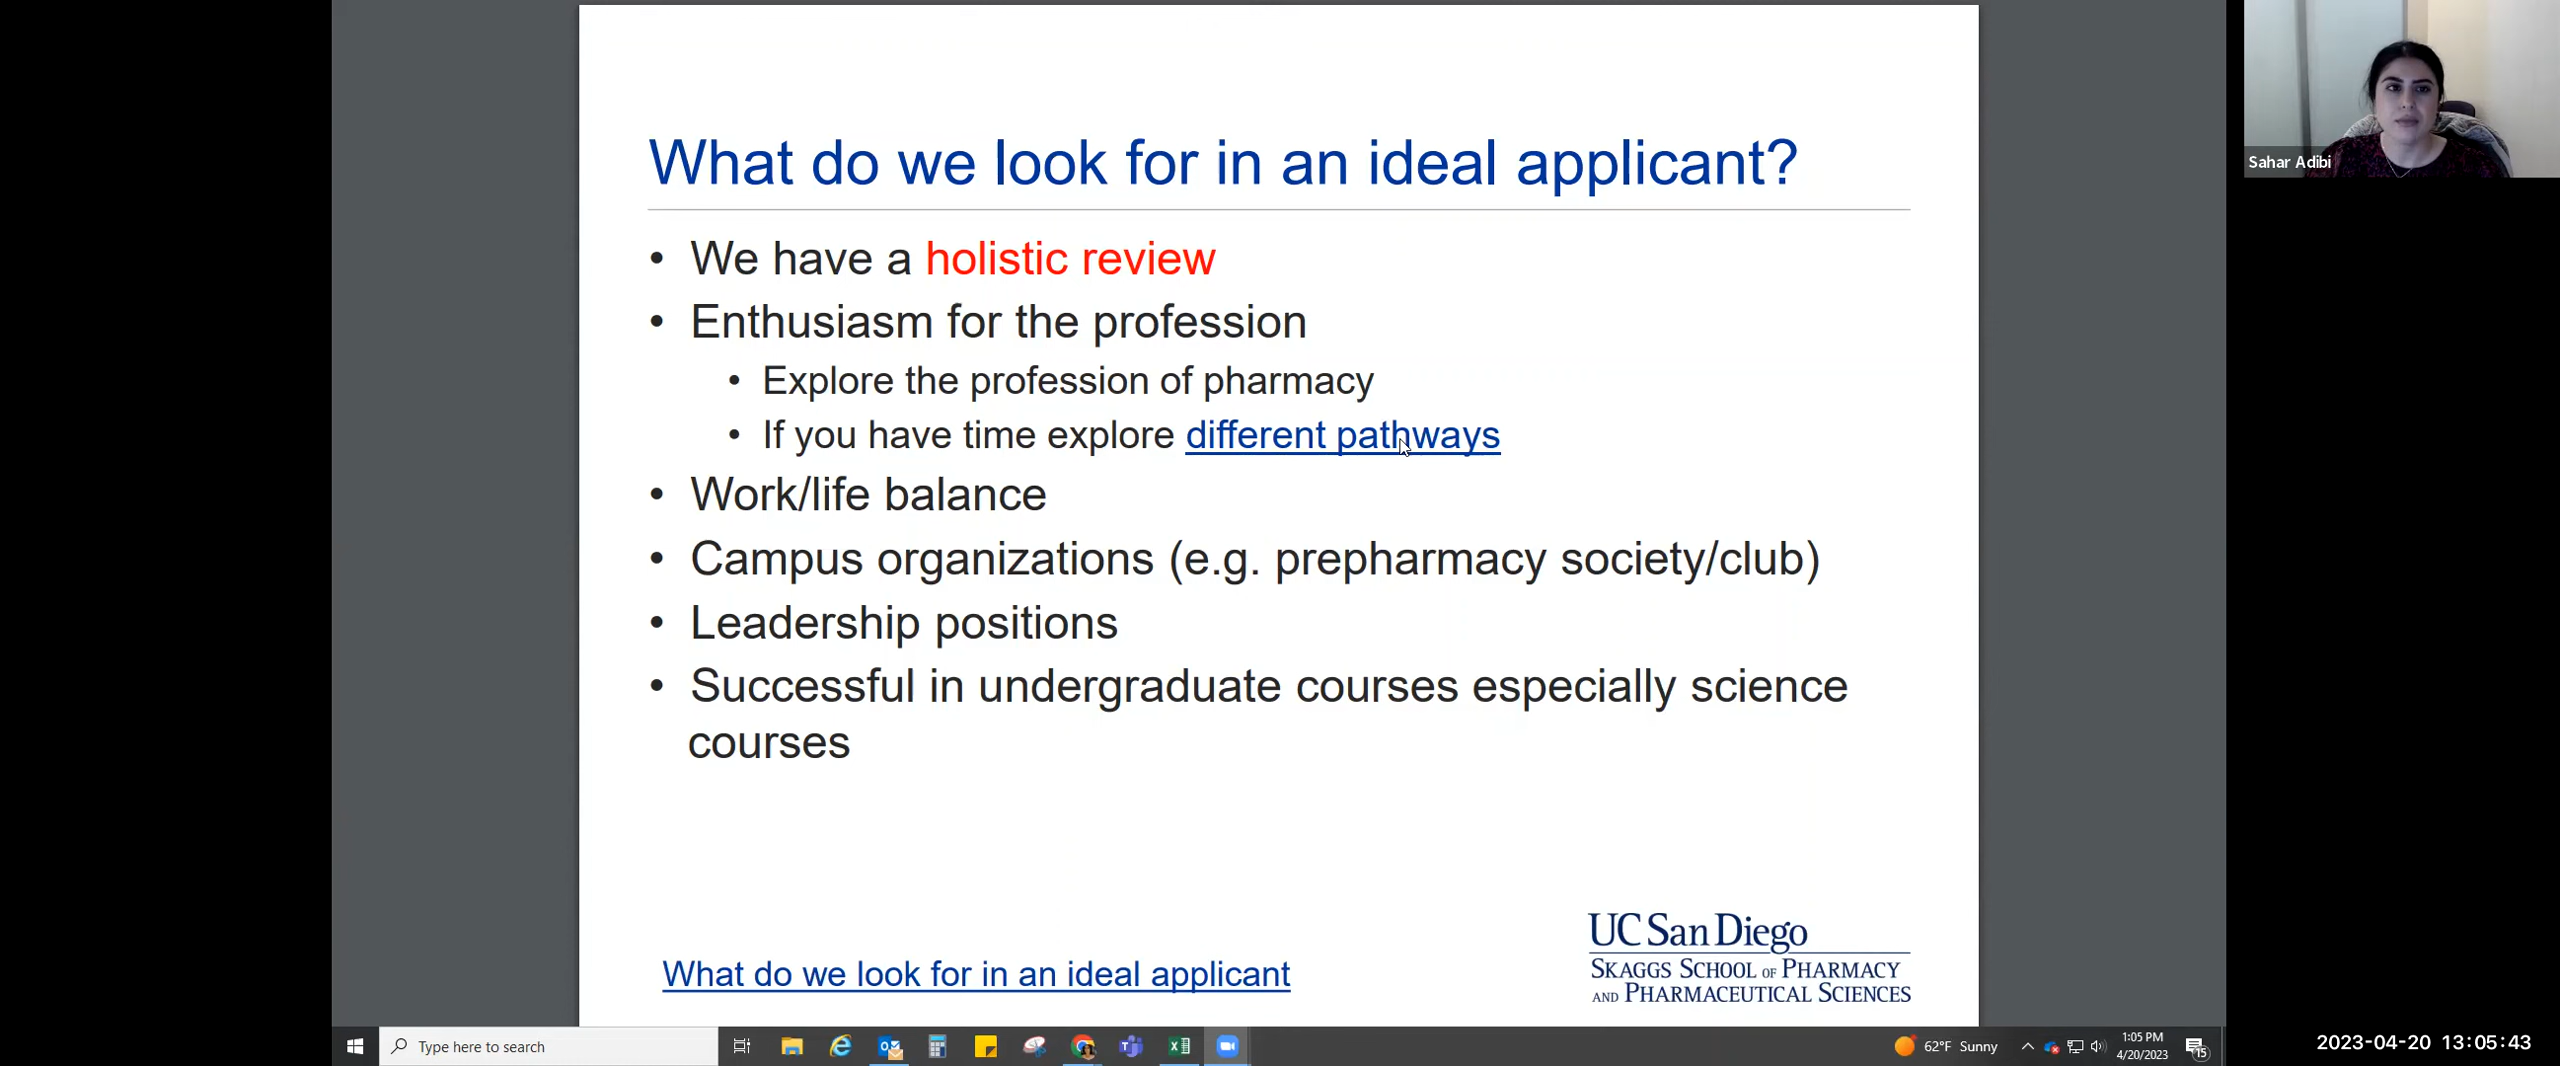 What do we look for in an ideal applicant?
• We have a holistic review
• Enthusiasm for the profession
• Explore the profession of pharmacy
• If you have time explore different pathways
• Work/life balance
• Campus organizations (e.g. prepharmacy society/club)
• Leadership positions
• Successful in undergraduate courses especially science
courses
What do we look for in an ideal applicant
UC San Diego
SKAGGS SCHOOL OF PHARMACY
AND PHARMACEUTICAL SCIENCES
Sahar Adibi
Type here to search
62°F Sunny
1:05 PM
4/20/2023
15
2023-04-20 13:05:43